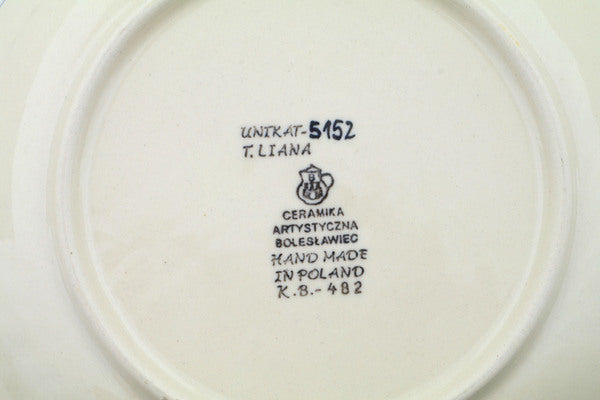 UNIKAT-5152
T. LIANA
CERAMIKA
ARTYSTYCZNA
BOLESŁAWIEC
HAND MADE
IN POLAND
K.B.-482